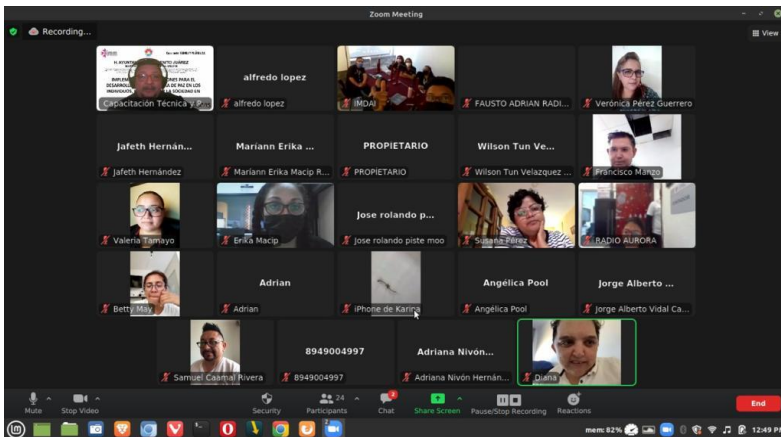 Zoom Meeting
Recording...
View
H. AYUNTAMIENTO BENITO JUÁREZ
alfredo lopez
Capacitación Técnica y P...
alfredo lopez
IMDAI
FAUSTO ADRIAN RADI...
Verónica Pérez Guerrero
Jafeth Hernán...
Mariann Erika ...
PROPIETARIO
Wilson Tun Ve...
Jafeth Hernández
Mariann Erika Macip R...
PROPIETARIO
Wilson Tun Velazquez ...
Francisco Manzo
Jose rolando p...
Valeria Tamayo
Erika Macip
Jose rolando piste moo
Susana Pérez
RADIO AURORA
Adrian
Angélica Pool
Jorge Alberto ...
Betty May
Adrian
iPhone de Karina
Angélica Pool
Jorge Alberto Vidal Ca...
8949004997
Adriana Nivón...
Samuel Caamal Rivera
8949004997
Adriana Nivón Hernán...
Diana
24
2
Mute
Stop Video
Security
Participants
Chat
Share Screen
Pause/Stop Recording
Reactions
End
mem: 82%
12:49 P